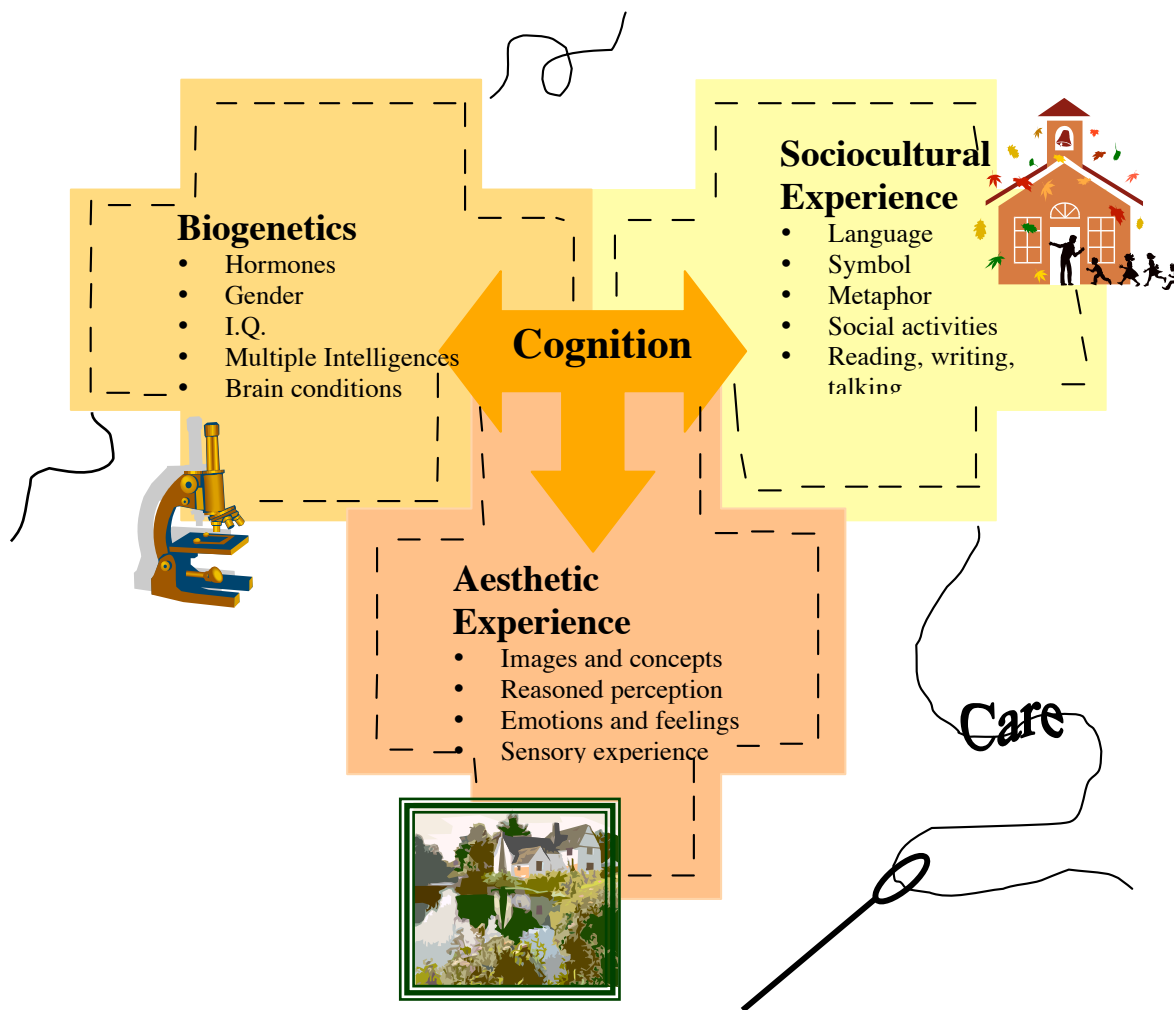 Biogenetics
• Hormones
• Gender
• I.Q.
• Multiple Intelligences
• Brain conditions
Sociocultural
Experience
• Language
• Symbol
• Metaphor
• Social activities
• Reading, writing,
talking
Cognition
Aesthetic
Experience
• Images and concepts
• Reasoned perception
• Emotions and feelings
• Sensory experience
Care